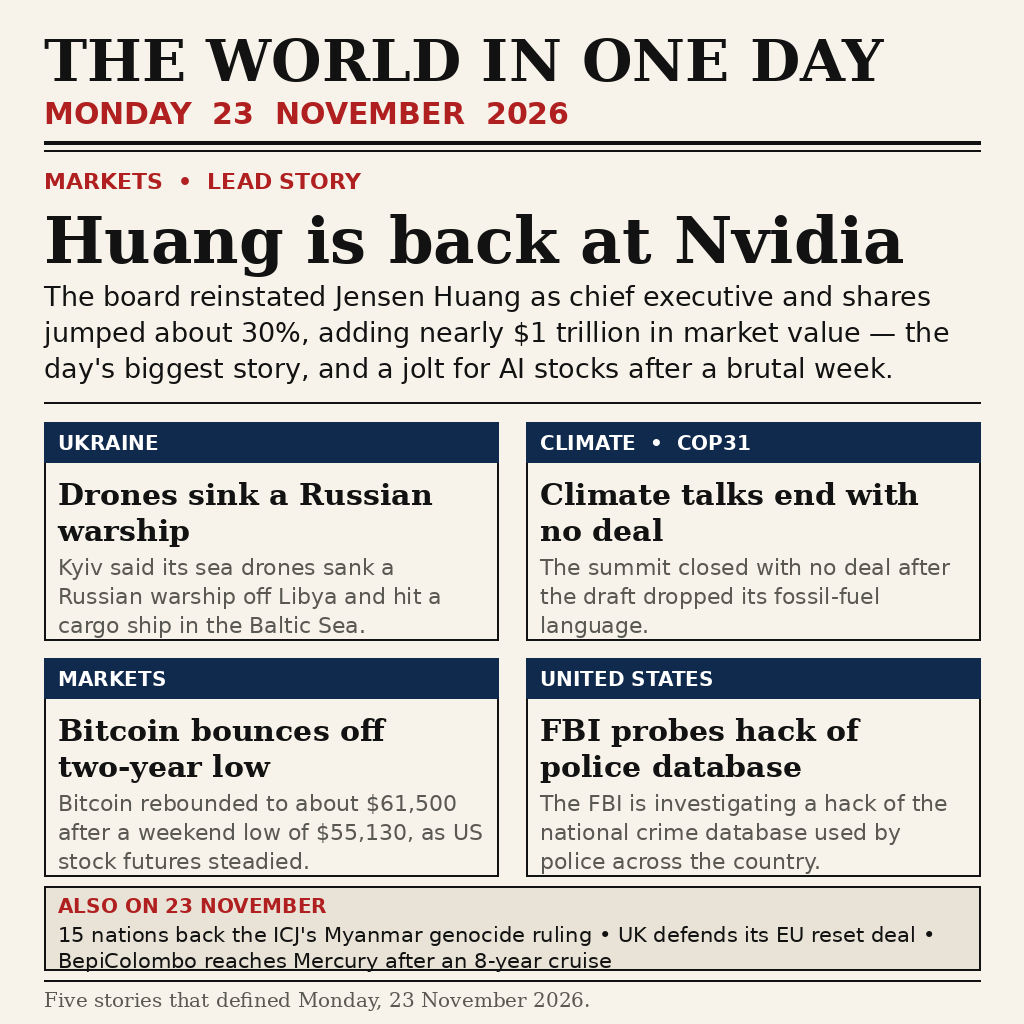 THE WORLD IN ONE DAY
MONDAY 23 NOVEMBER 2026
MARKETS • LEAD STORY
Huang is back at Nvidia
The board reinstated Jensen Huang as chief executive and shares
jumped about 30%, adding nearly $1 trillion in market value — the
day's biggest story, and a jolt for AI stocks after a brutal week.
UKRAINE
Drones sink a Russian
warship
Kyiv said its sea drones sank a
Russian warship off Libya and hit a
cargo ship in the Baltic Sea.
CLIMATE • COP31
Climate talks end with
no deal
The summit closed with no deal after
the draft dropped its fossil-fuel
language.
MARKETS
Bitcoin bounces off
two-year low
Bitcoin rebounded to about $61,500
after a weekend low of $55,130, as US
stock futures steadied.
UNITED STATES
FBI probes hack of
police database
The FBI is investigating a hack of the
national crime database used by
police across the country.
ALSO ON 23 NOVEMBER
15 nations back the ICJ's Myanmar genocide ruling • UK defends its EU reset deal •
BepiColombo reaches Mercury after an 8-year cruise
Five stories that defined Monday, 23 November 2026.